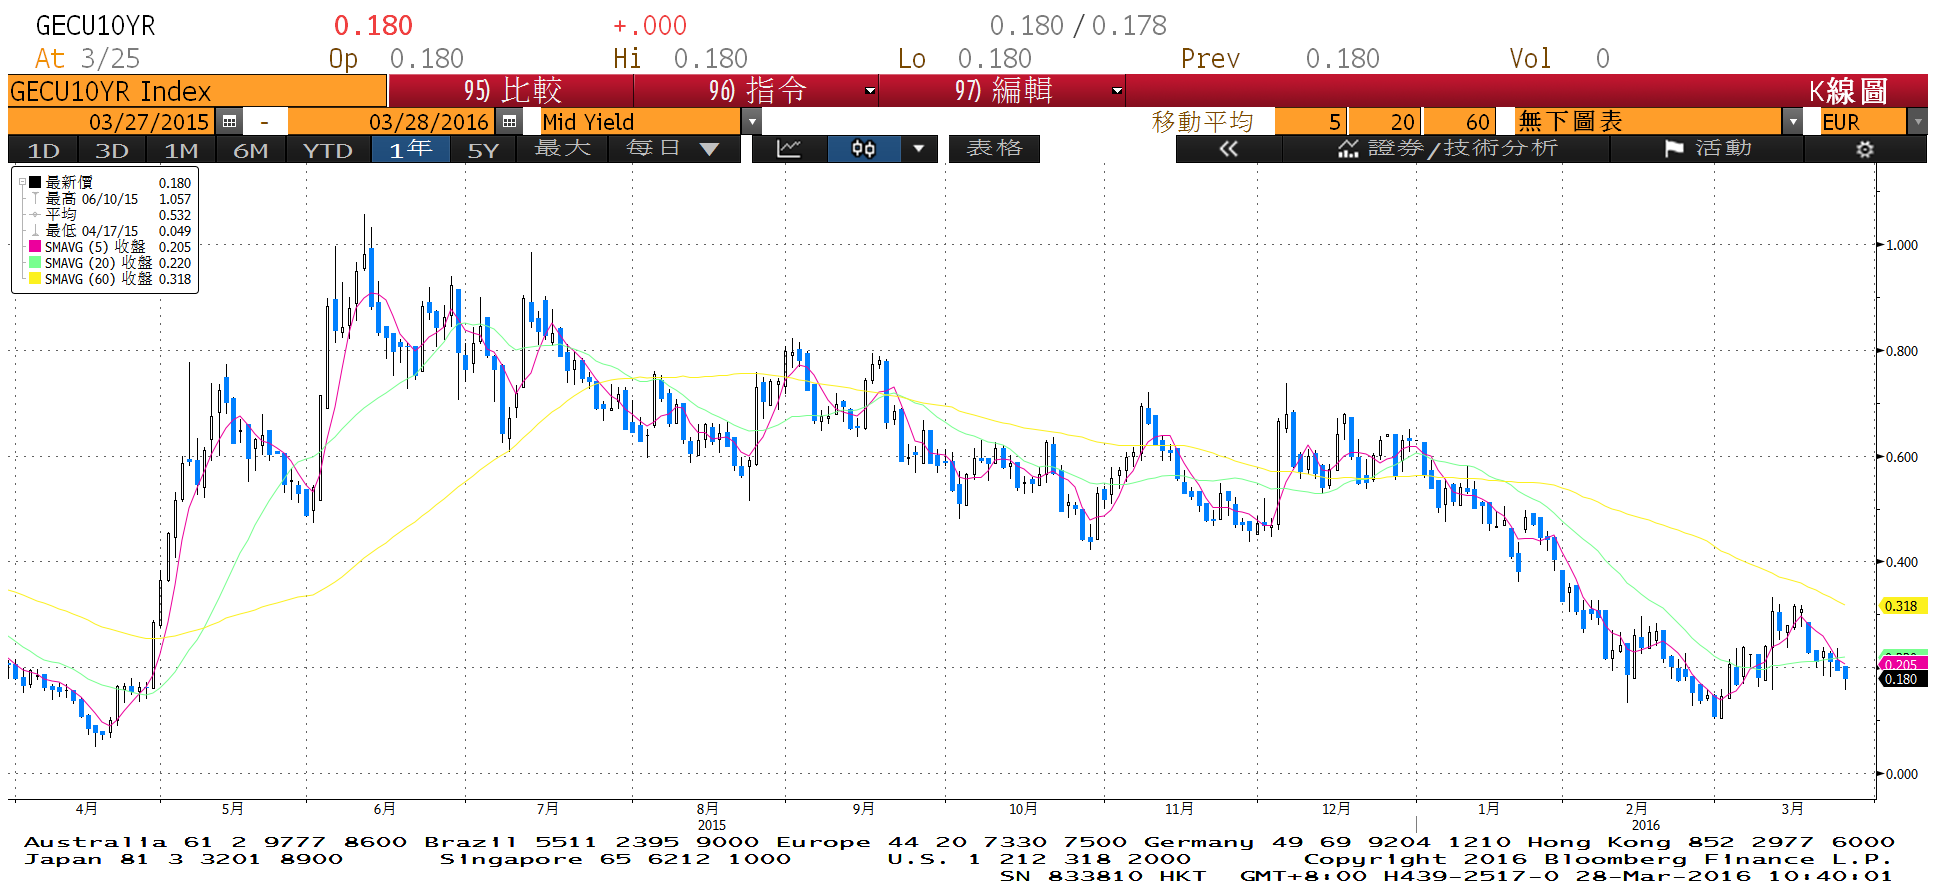 GECU10YR 0.180 +.000 0.180 / 0.178
At 3/25 Op 0.180 Hi 0.180 Lo 0.180 Prev 0.180 Vol 0
GECU10YR Index 95) 比較 96) 指令 97) 編輯 K線圖
03/27/2015 - 03/28/2016 Mid Yield 移動平均 5 20 60 無下圖表 EUR
1D 3D 1M 6M YTD 1年 5Y 最大 每日 表格 證券/技術分析 活動
最新價 0.180
最高 06/10/15 1.057
平均 0.532
最低 04/17/15 0.049
SMAVG (5) 收盤 0.205
SMAVG (20) 收盤 0.220
SMAVG (60) 收盤 0.318
1.000
0.800
0.600
0.400
0.318
0.205
0.180
0.000
4月 5月 6月 7月 8月 9月 10月 11月 12月 1月 2月 3月
2015 2016
Australia 61 2 9777 8600 Brazil 5511 2395 9000 Europe 44 20 7330 7500 Germany 49 69 9204 1210 Hong Kong 852 2977 6000
Japan 81 3 3201 8900 Singapore 65 6212 1000 U.S. 1 212 318 2000 Copyright 2016 Bloomberg Finance L.P.
SN 833810 HKT GMT+8:00 H439-2517-0 28-Mar-2016 10:40:01